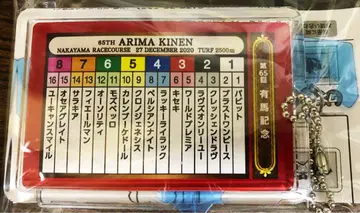 65TH ARIMA KINEN
NAKAYAMA RACECOURSE 27 DECEMBER 2020 TURF 2500m
8 7 6 5 4 3 2 1
16 15 14 13 12 11 10 9 8 7 6 5 4 3 2 1
バビット
ブラストワンピース
クレッシェンドラヴ
ラヴズオンリーユー
ワールドプレミア
キセキ
ラッキーライラック
ペルシアンナイト
クロノジェネシス
カレンブーケドール
モズベッロ
オーソリティ
フィエールマン
サラキア
オセアグレイト
ユーキャンスマイル
第65回 有馬記念